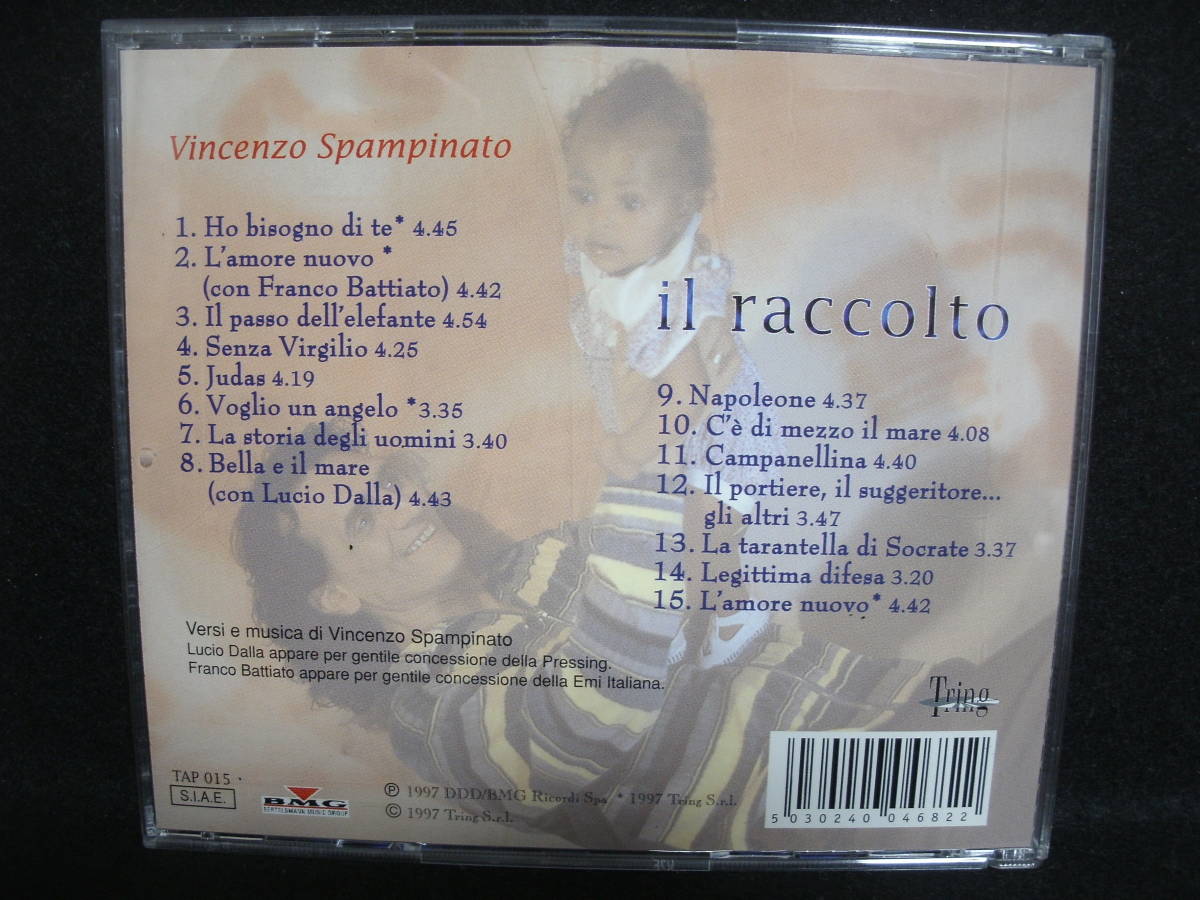 Vincenzo Spampinato
1. Ho bisogno di te* 4.45
2. L'amore nuovo *
(con Franco Battiato) 4.42
3. Il passo dell'elefante 4.54
4. Senza Virgilio 4.25
5. Judas 4.19
6. Voglio un angelo *3.35
7. La storia degli uomini 3.40
8. Bella e il mare
(con Lucio Dalla) 4.43
il raccolto
9. Napoleone 4.37
10. C'è di mezzo il mare 4.08
11. Campanellina 4.40
12. Il portiere, il suggeritore...
gli altri 3.47
13. La tarantella di Socrate 3.37
14. Legittima difesa 3.20
15. L'amore nuovo* 4.42
Versi e musica di Vincenzo Spampinato
Lucio Dalla appare per gentile concessione della Pressing.
Franco Battiato appare per gentile concessione della Emi Italiana.
Tring
TAP 015 ·
S.I.A.E.
BMG
BERTELSMANN MUSIC GROUP
℗ 1997 DDD/BMG Ricordi Spa * 1997 Tring S.r.l.
© 1997 Tring S.r.l.
5 030240 046822